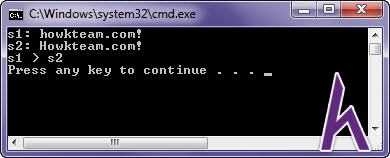 C:\Windows\system32\cmd.exe
s1: howkteam.com!
s2: Howkteam.com!
s1 > s2
Press any key to continue . . . _